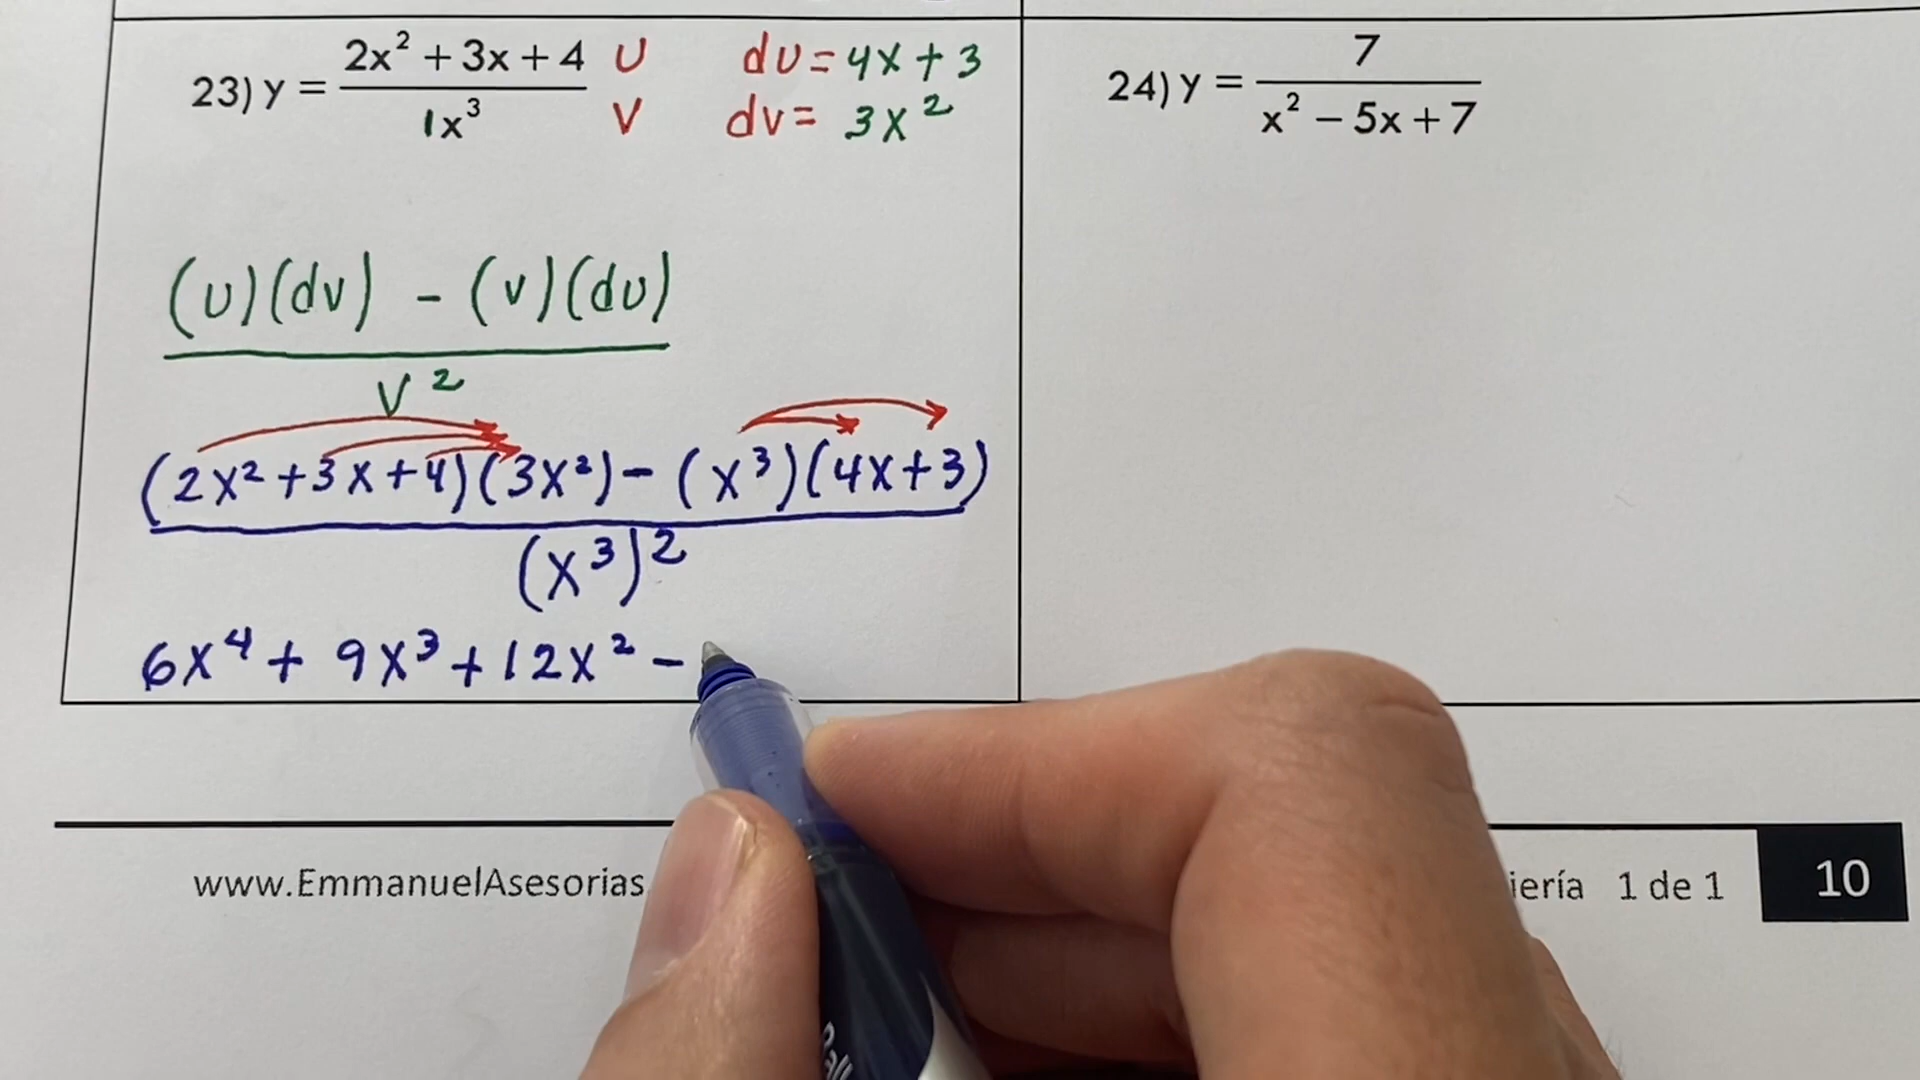 23) y = (2x² + 3x + 4) / (1x³) U V du = 4x + 3
dv = 3x²
(u)(dv) - (v)(du)
v²
(2x² + 3x + 4)(3x²) - (x³)(4x + 3)
(x³)²
6x⁴ + 9x³ + 12x² -
24) y = 7 / (x² - 5x + 7)
www.EmmanuelAsesorias
iería 1 de 1 10